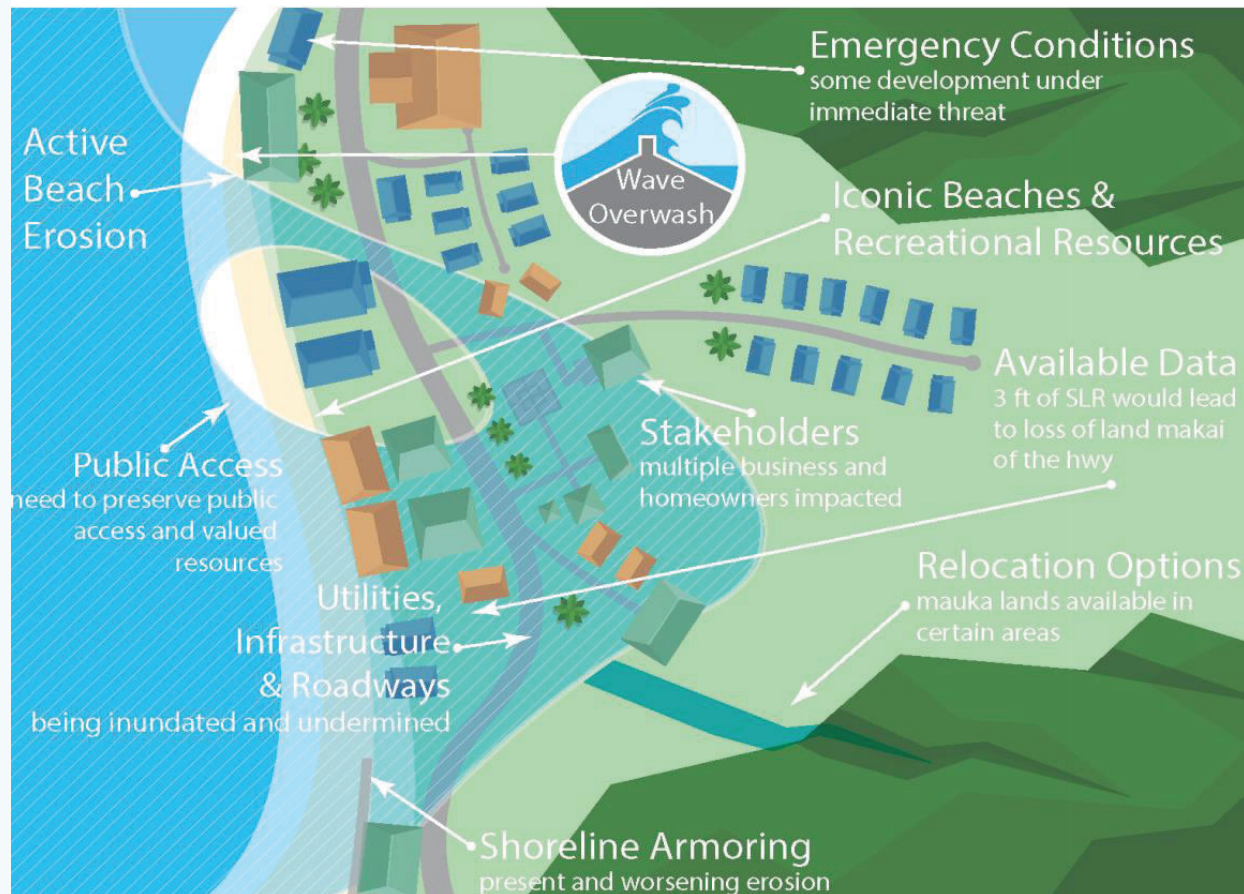 Emergency Conditions
some development under
immediate threat
Active
Beach
Erosion
Wave
Overwash
Iconic Beaches &
Recreational Resources
Available Data
3 ft of SLR would lead
to loss of land makai
of the hwy
Stakeholders
multiple business and
homeowners impacted
Public Access
need to preserve public
access and valued
resources
Relocation Options
mauka lands available in
certain areas
Utilities,
Infrastructure
& Roadways
being inundated and undermined
Shoreline Armoring
present and worsening erosion